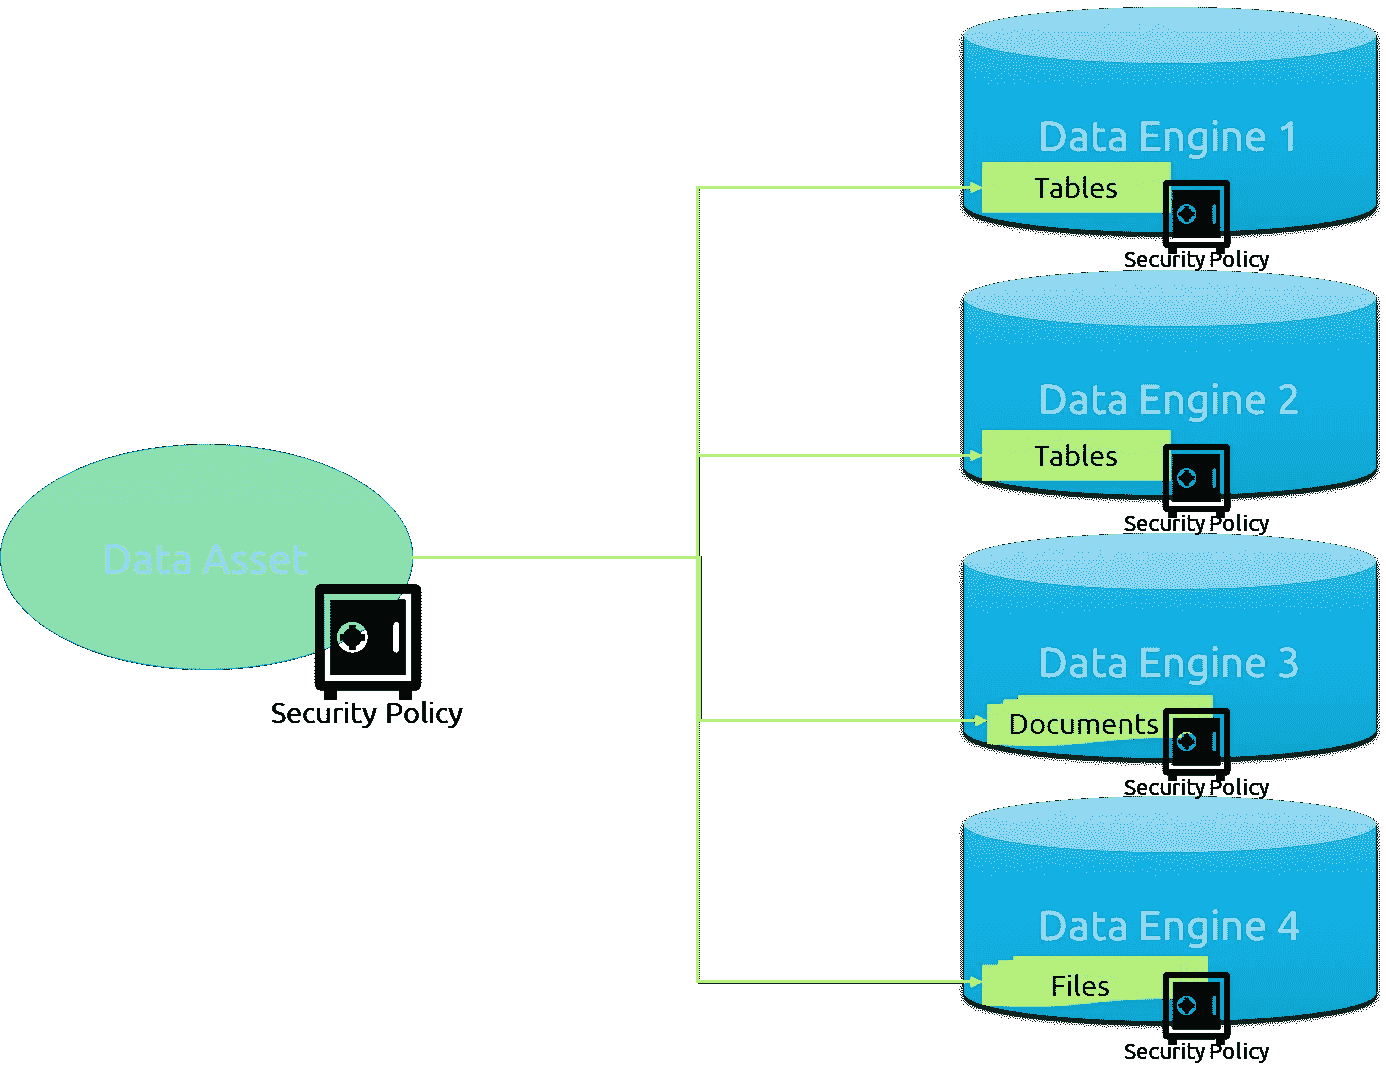 Data Engine 1
Tables
Security Policy
Data Engine 2
Tables
Security Policy
Data Asset
Security Policy
Data Engine 3
Documents
Security Policy
Data Engine 4
Files
Security Policy